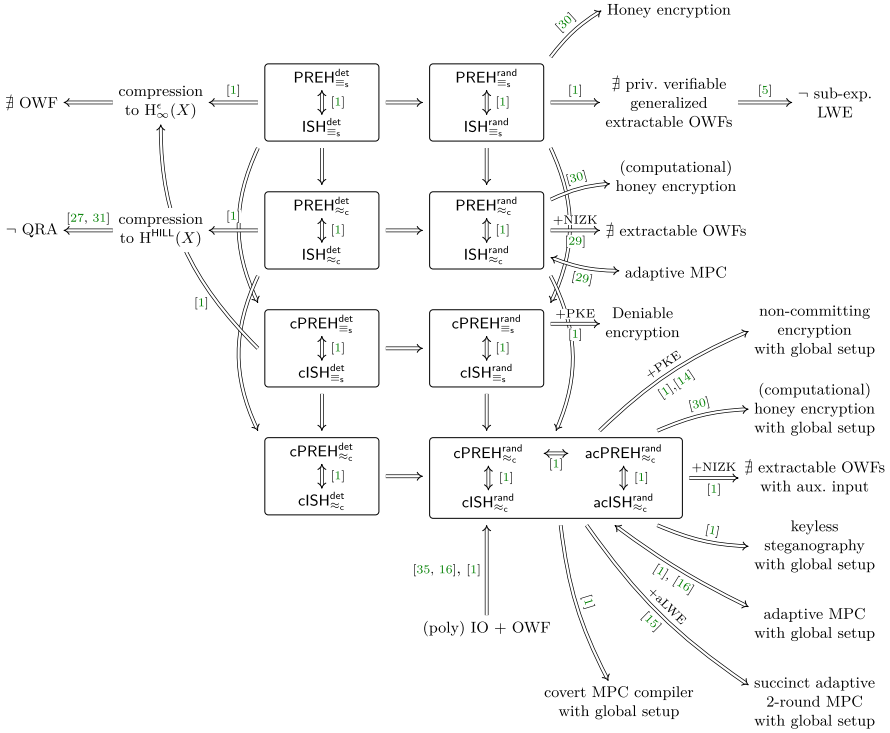 [30]
Honey encryption
∄ OWF
compression
to H^ε_∞(X)
[1]
PREH^det_≡s
[1]
ISH^det_≡s
PREH^rand_≡s
[1]
ISH^rand_≡s
[1]
∄ priv. verifiable
generalized
extractable OWFs
[5]
¬ sub-exp.
LWE
[30]
(computational)
honey encryption
¬ QRA
[27, 31]
compression
to H^HILL(X)
[1]
PREH^det_≈c
[1]
ISH^det_≈c
PREH^rand_≈c
[1]
ISH^rand_≈c
+NIZK
[29]
∄ extractable OWFs
[29]
adaptive MPC
[1]
cPREH^det_≡s
[1]
cISH^det_≡s
cPREH^rand_≡s
[1]
cISH^rand_≡s
+PKE
[1]
Deniable
encryption
+PKE
[1],[14]
non-committing
encryption
with global setup
[30]
(computational)
honey encryption
with global setup
cPREH^det_≈c
[1]
cISH^det_≈c
cPREH^rand_≈c
[1]
cISH^rand_≈c
[1]
acPREH^rand_≈c
[1]
acISH^rand_≈c
+NIZK
[1]
∄ extractable OWFs
with aux. input
[1]
keyless
steganography
with global setup
[35, 16], [1]
(poly) IO + OWF
[1]
covert MPC compiler
with global setup
[1], [16]
adaptive MPC
with global setup
+aLWE
[15]
succinct adaptive
2-round MPC
with global setup